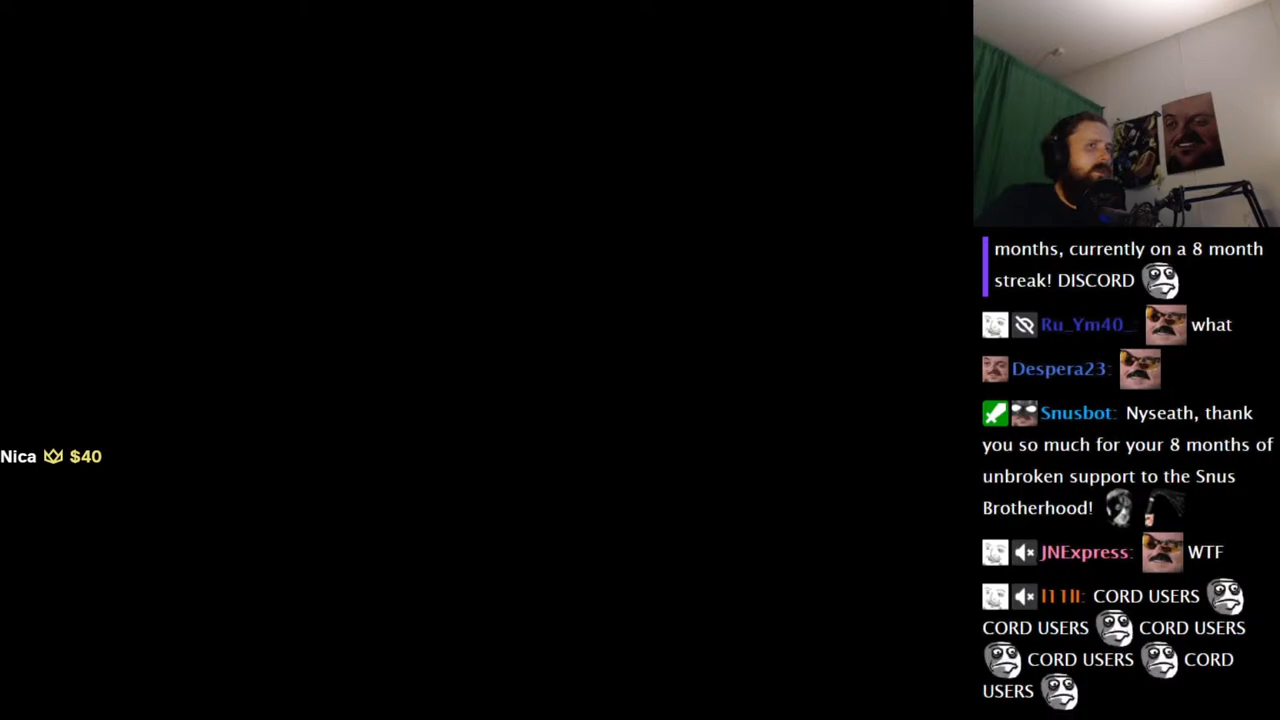 months, currently on a 8 month
streak! DISCORD
Ru_Ym40_: what
Despera23:
Snusbot: Nyseath, thank
you so much for your 8 months of
unbroken support to the Snus
Brotherhood!
Nica $40
JNExpress: WTF
CORD USERS
CORD USERS CORD USERS
CORD USERS CORD
USERS